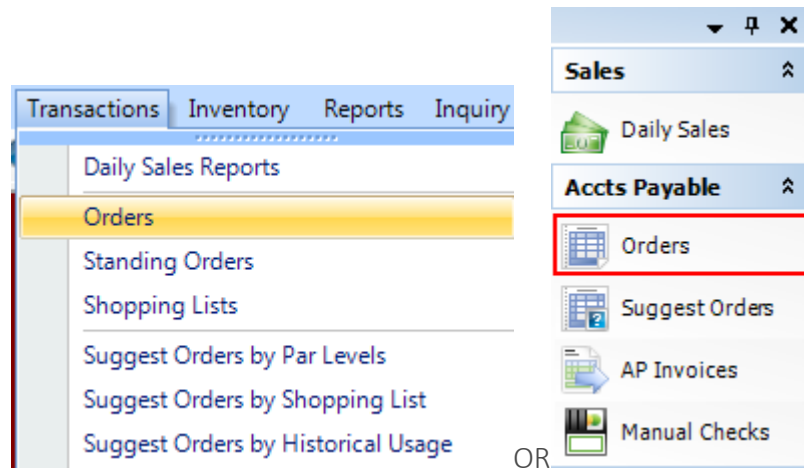 Transactions Inventory Reports Inquiry
Daily Sales Reports
Orders
Standing Orders
Shopping Lists
Suggest Orders by Par Levels
Suggest Orders by Shopping List
Suggest Orders by Historical Usage
OR
Sales
Daily Sales
Accts Payable
Orders
Suggest Orders
AP Invoices
Manual Checks